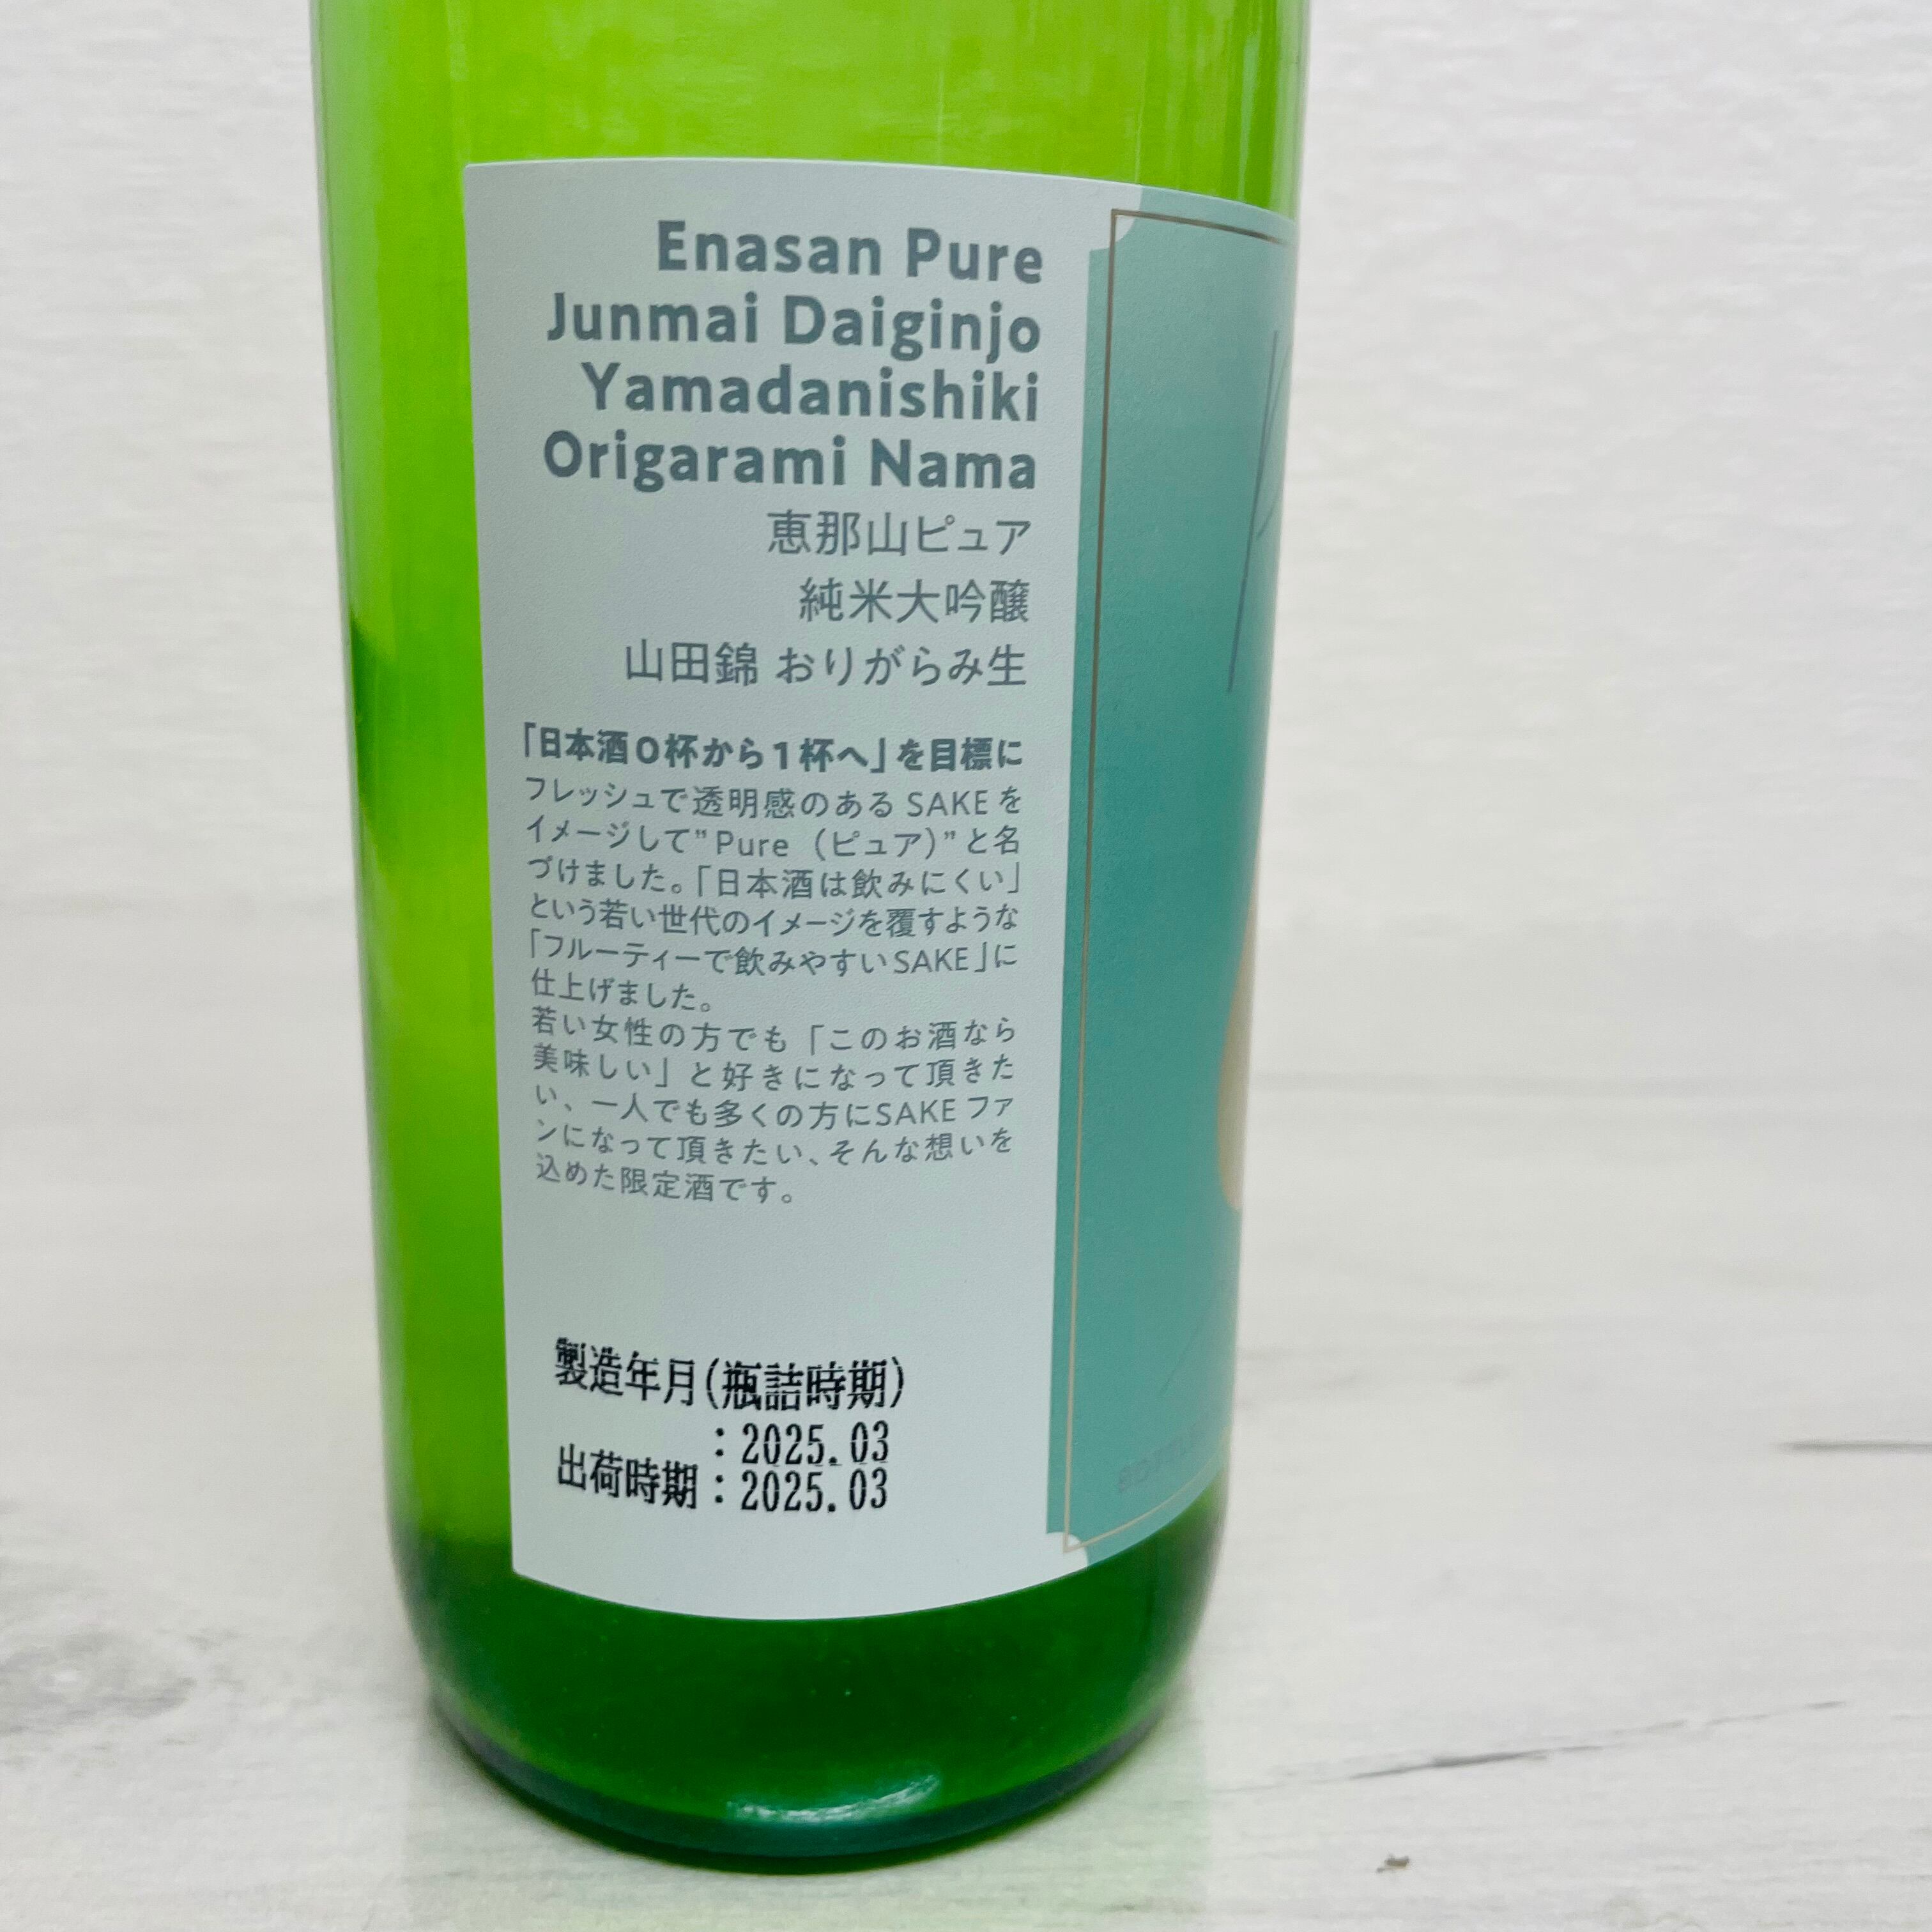 Enasan Pure
Junmai Daiginjo
Yamadanishiki
Origarami Nama
恵那山ピュア
純米大吟醸
山田錦 おりがらみ生
「日本酒0杯から1杯へ」を目標に
フレッシュで透明感のあるSAKEを
イメージして”Pure（ピュア）”と名
づけました。「日本酒は飲みにくい」
という若い世代のイメージを覆すような
「フルーティーで飲みやすいSAKE」に
仕上げました。
若い女性の方でも「このお酒なら
美味しい」と好きになって頂きた
い、一人でも多くの方にSAKEファ
ンになって頂きたい、そんな想いを
込めた限定酒です。
製造年月(瓶詰時期)
：2025.03
出荷時期：2025.03